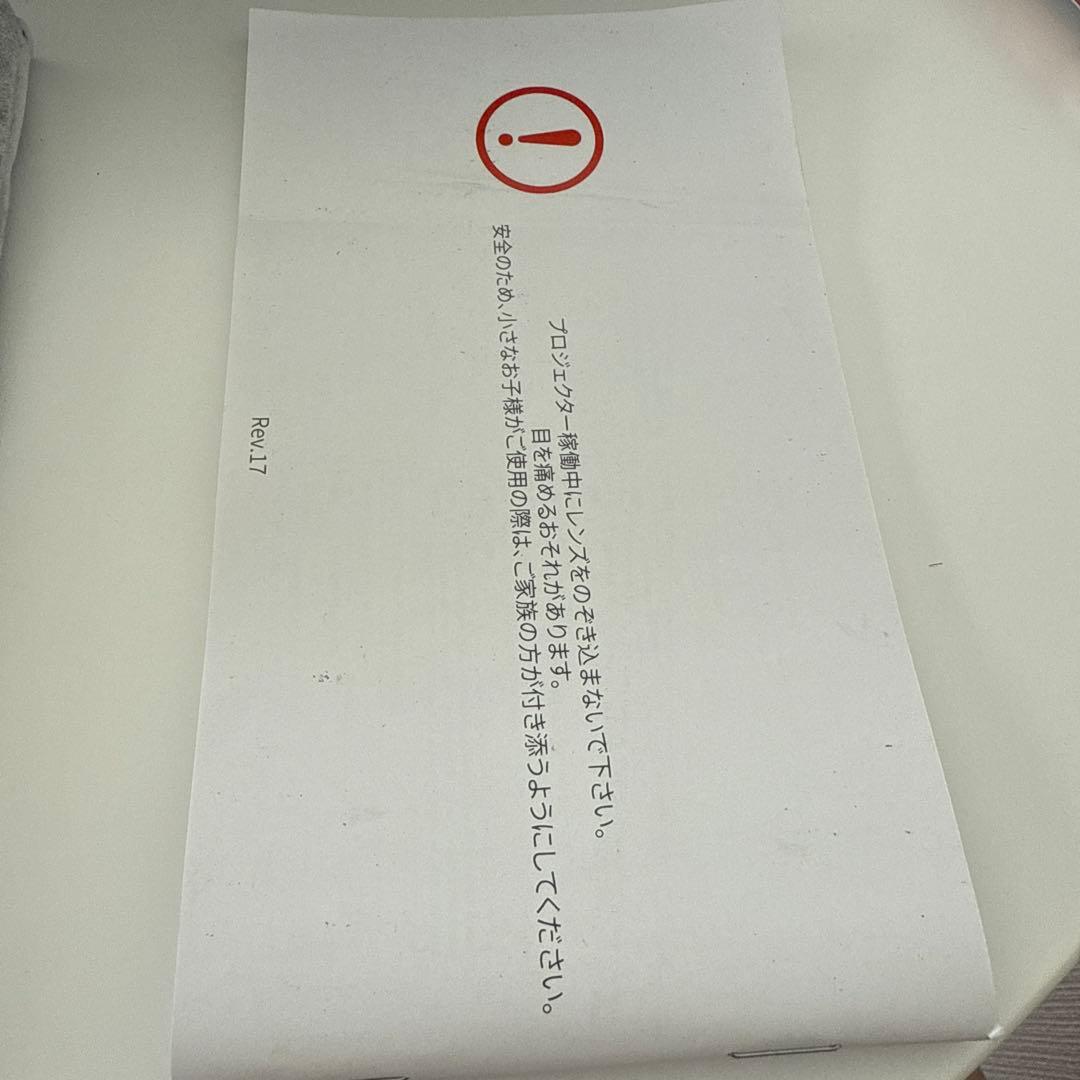 プロジェクター稼働中にレンズをのぞき込まないで下さい。
目を痛めるおそれがあります。
安全のため、小さなお子様がご使用の際は、ご家族の方が付き添うようにしてください。
Rev.17